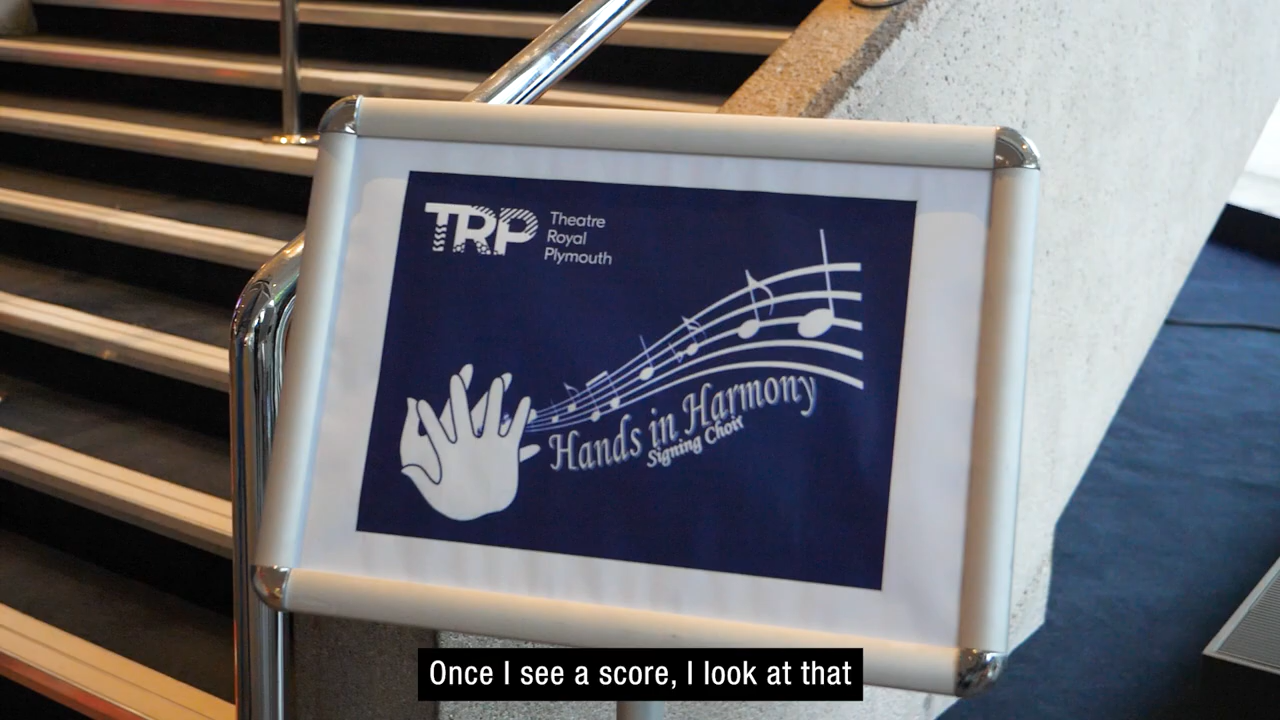 TRP
Theatre
Royal
Plymouth
Hands in Harmony
Signing Choir
Once I see a score, I look at that